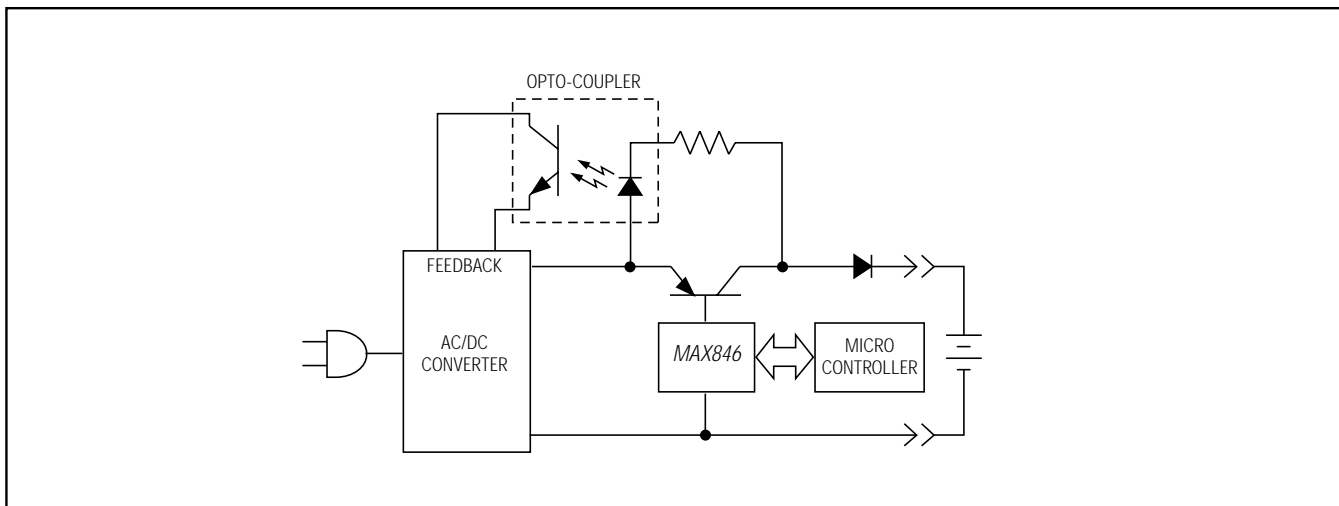 OPTO-COUPLER
FEEDBACK
AC/DC
CONVERTER
MAX846
MICRO
CONTROLLER